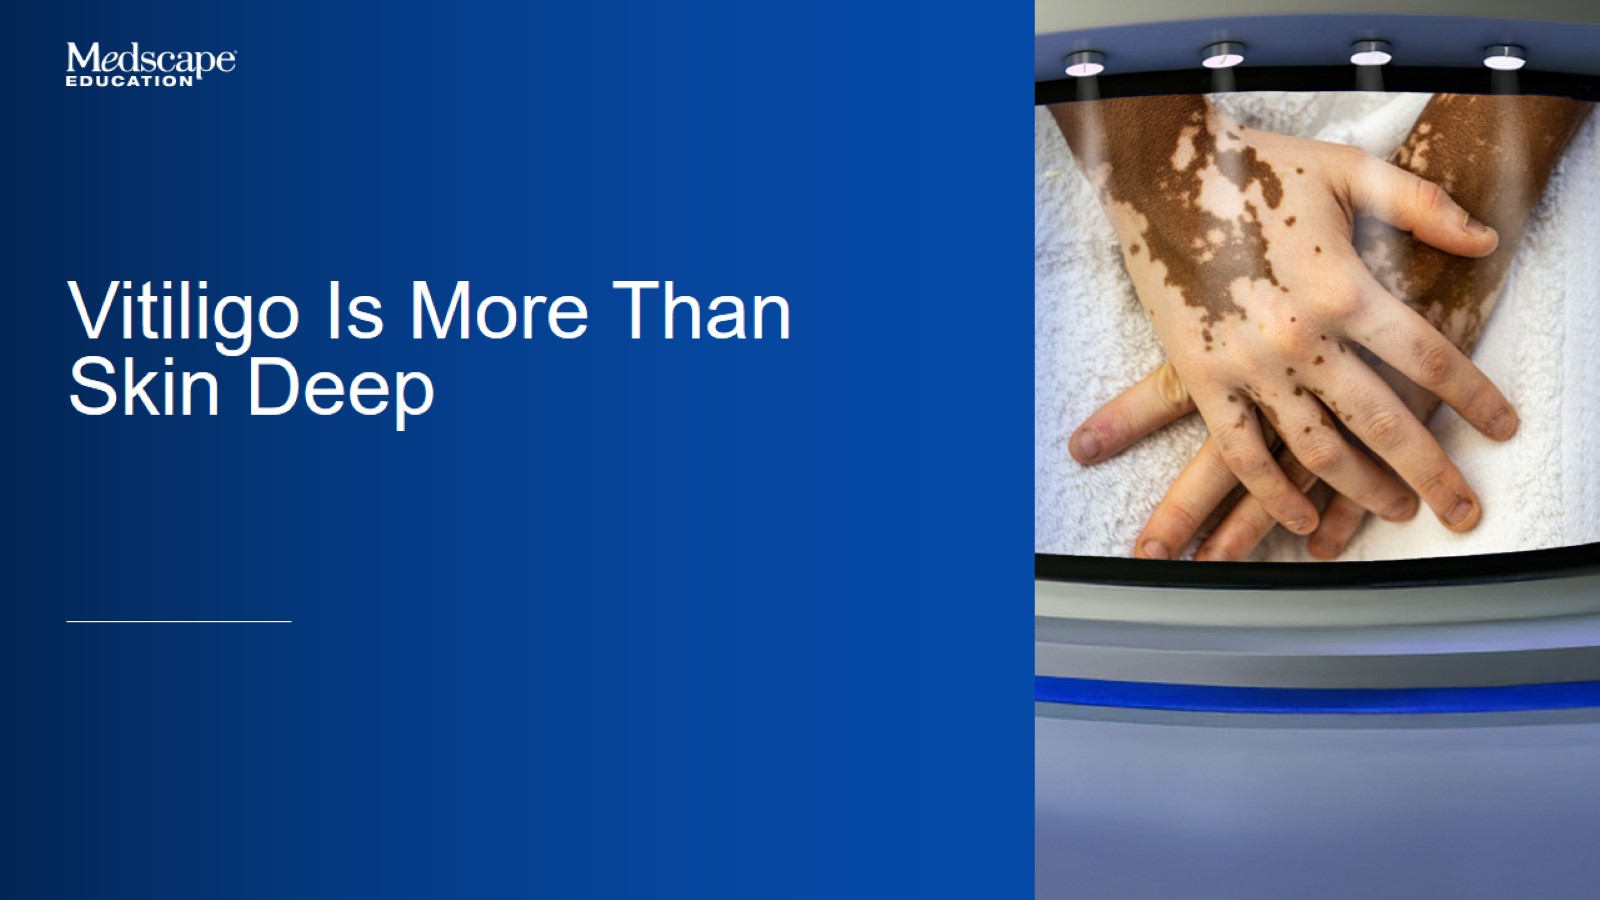 Medscape
EDUCATION
Vitiligo Is More Than
Skin Deep